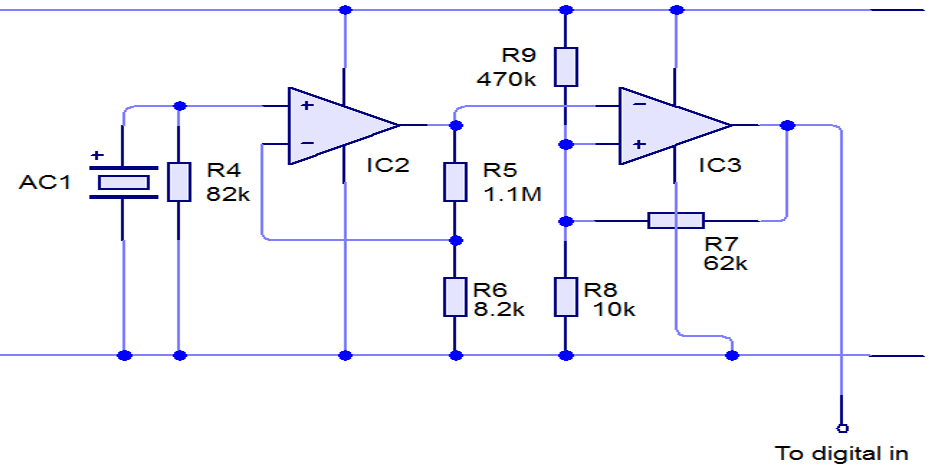 R9
470k
+
−
−
+
IC2
IC3
+
AC1
R4
82k
R5
1.1M
R7
62k
R6
8.2k
R8
10k
To digital in